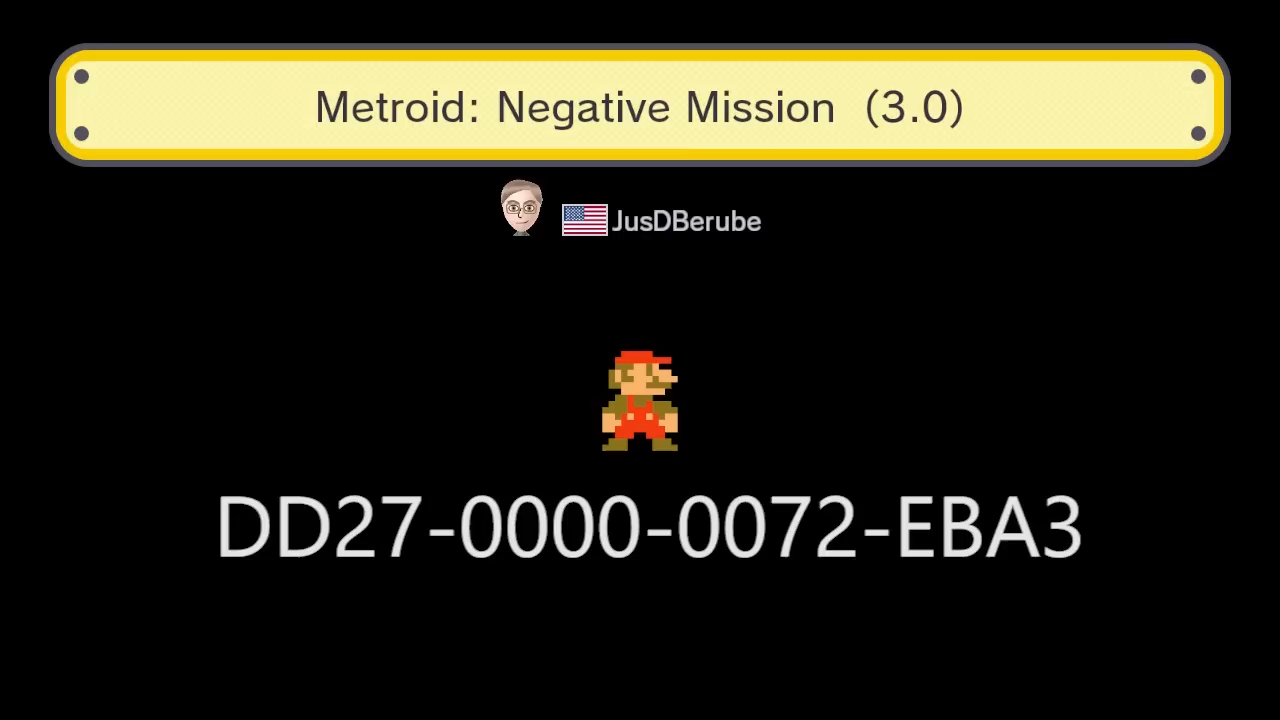 Metroid: Negative Mission (3.0)
JusDBerube
DD27-0000-0072-EBA3